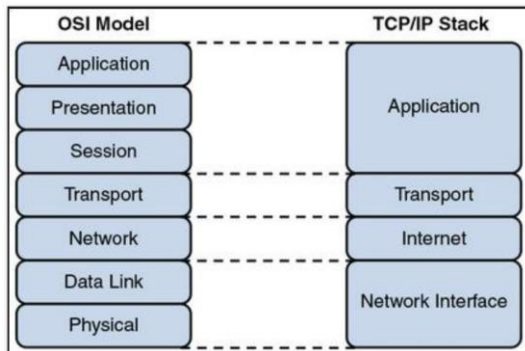 OSI Model
TCP/IP Stack
Application
Presentation
Session
Transport
Network
Data Link
Physical
Application
Transport
Internet
Network Interface